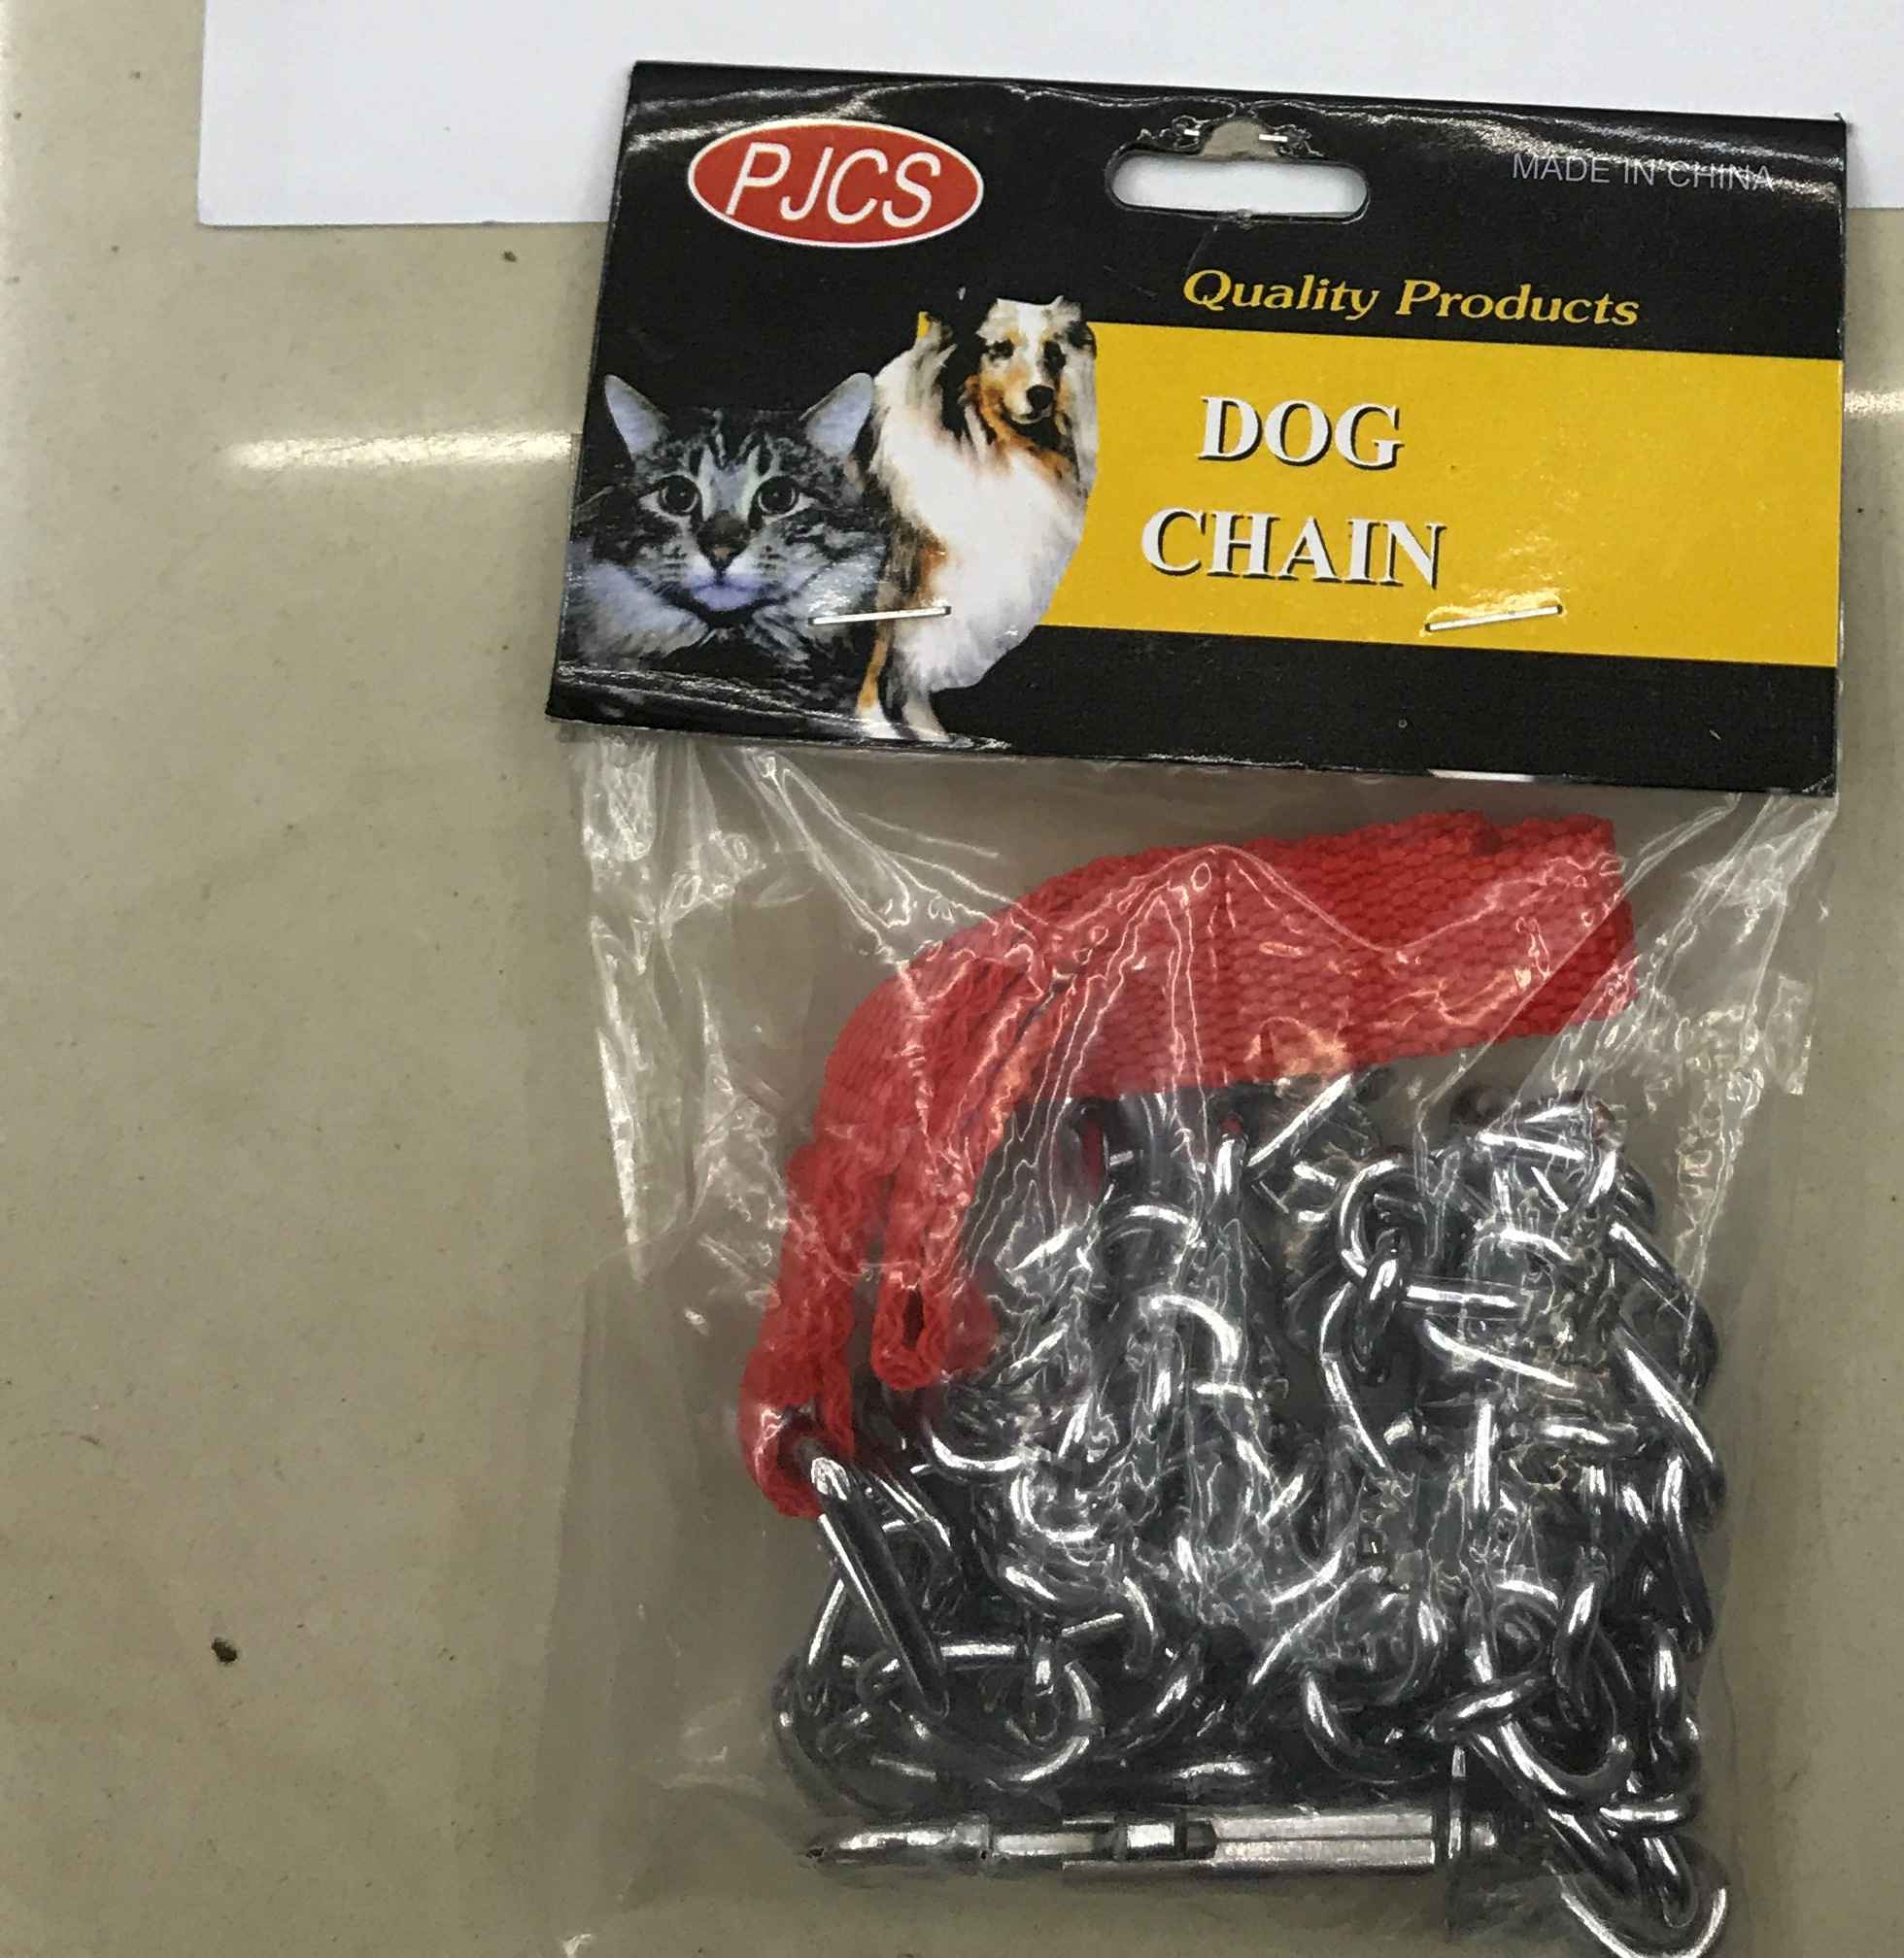 PJCS
MADE IN CHINA
Quality Products
DOG
CHAIN